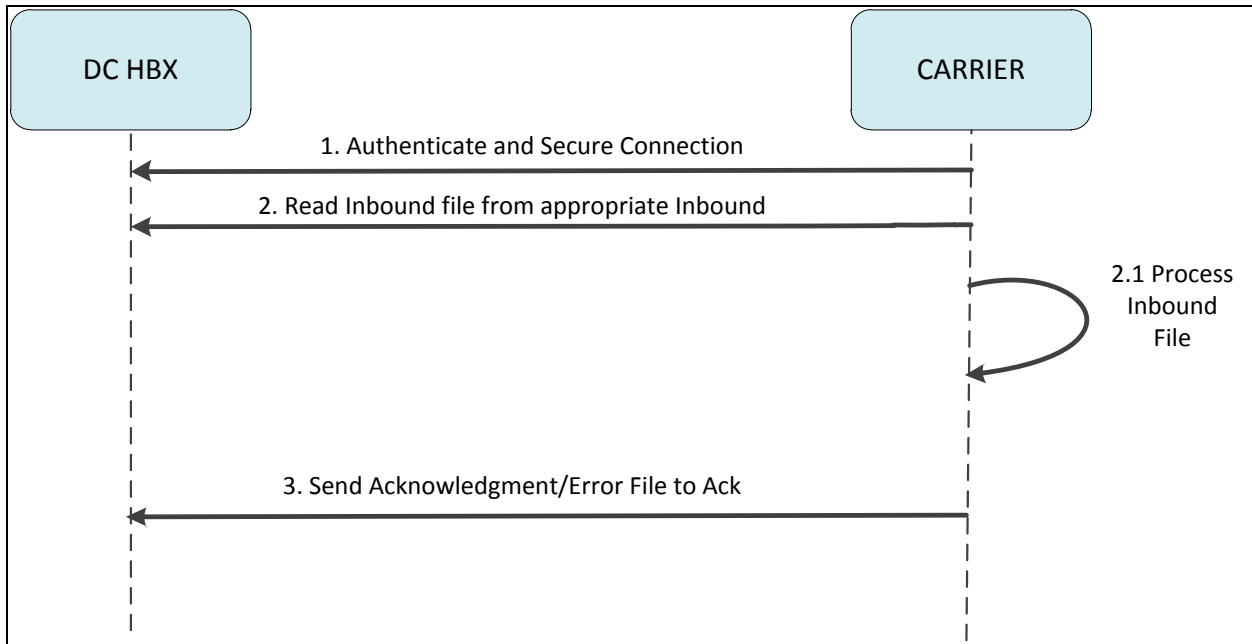 DC HBX
CARRIER
1. Authenticate and Secure Connection
2. Read Inbound file from appropriate Inbound
2.1 Process
Inbound
File
3. Send Acknowledgment/Error File to Ack